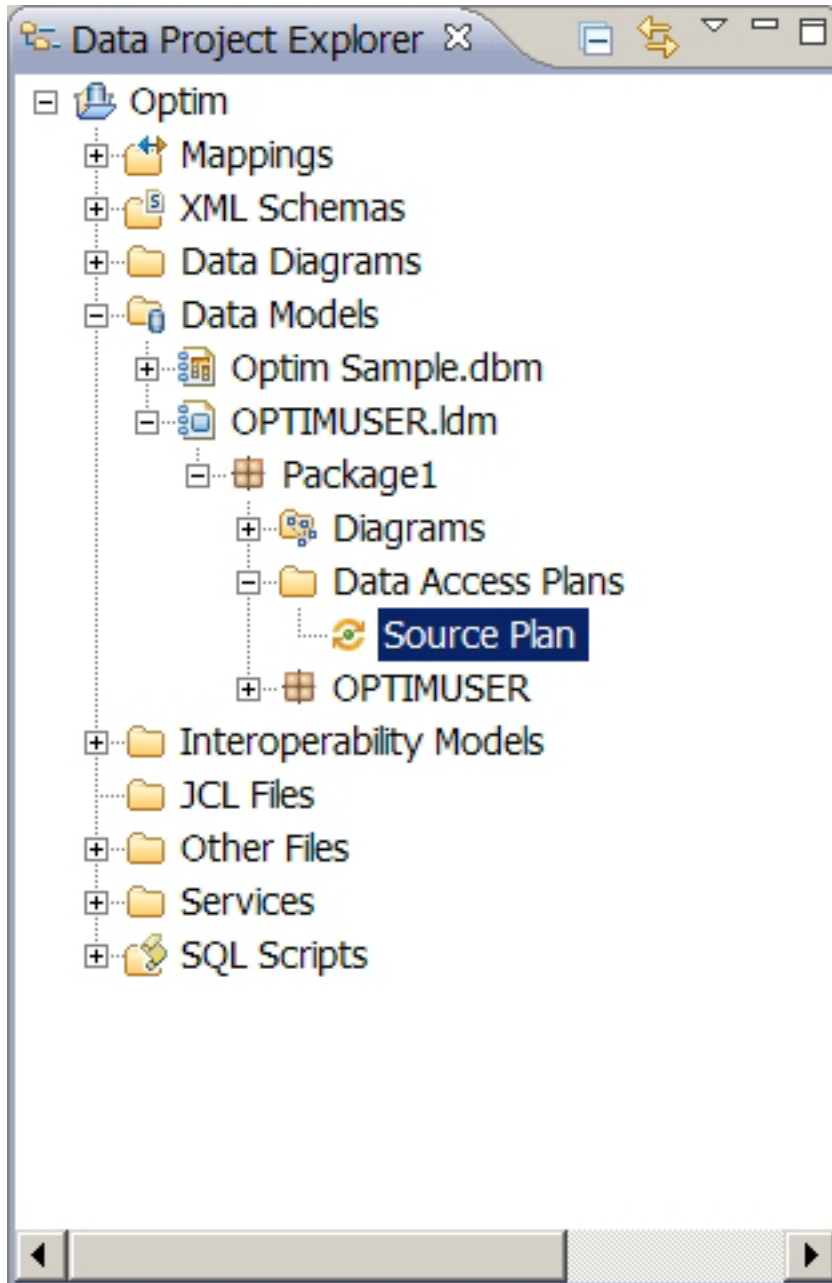 Data Project Explorer
Optim
Mappings
XML Schemas
Data Diagrams
Data Models
Optim Sample.dbm
OPTIMUSER.ldm
Package1
Diagrams
Data Access Plans
Source Plan
OPTIMUSER
Interoperability Models
JCL Files
Other Files
Services
SQL Scripts